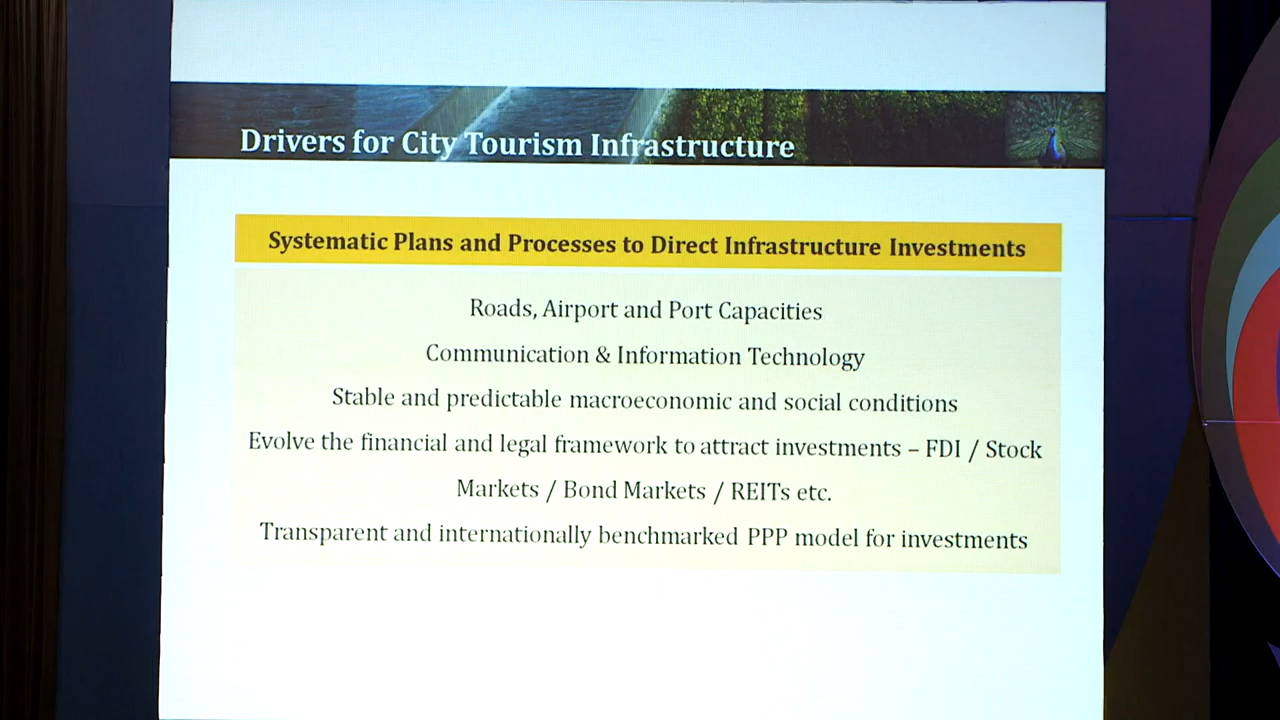 Drivers for City Tourism Infrastructure
Systematic Plans and Processes to Direct Infrastructure Investments
Roads, Airport and Port Capacities
Communication & Information Technology
Stable and predictable macroeconomic and social conditions
Evolve the financial and legal framework to attract investments – FDI / Stock
Markets / Bond Markets / REITs etc.
Transparent and internationally benchmarked PPP model for investments